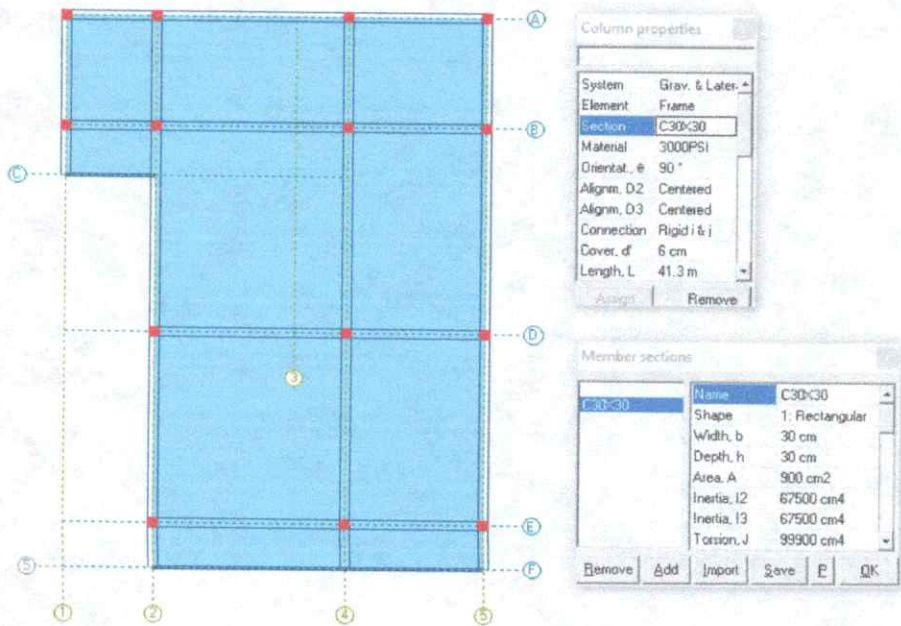 A
B
C
D
3
E
S
F
1
2
4
5
Column properties
System Grav. & Later.
Element Frame
Section C30X30
Material 3000PSI
Orientat., θ 90 °
Alignm, D2 Centered
Alignm, D3 Centered
Connection Rigid i & j
Cover, d' 6 cm
Length, L 41.3 m
Assign Remove
Member sections
C30X30
Name C30X30
Shape 1: Rectangular
Width, b 30 cm
Depth, h 30 cm
Area, A 900 cm2
Inertia, I2 67500 cm4
Inertia, I3 67500 cm4
Torsion, J 99900 cm4
Remove Add Import Save P OK